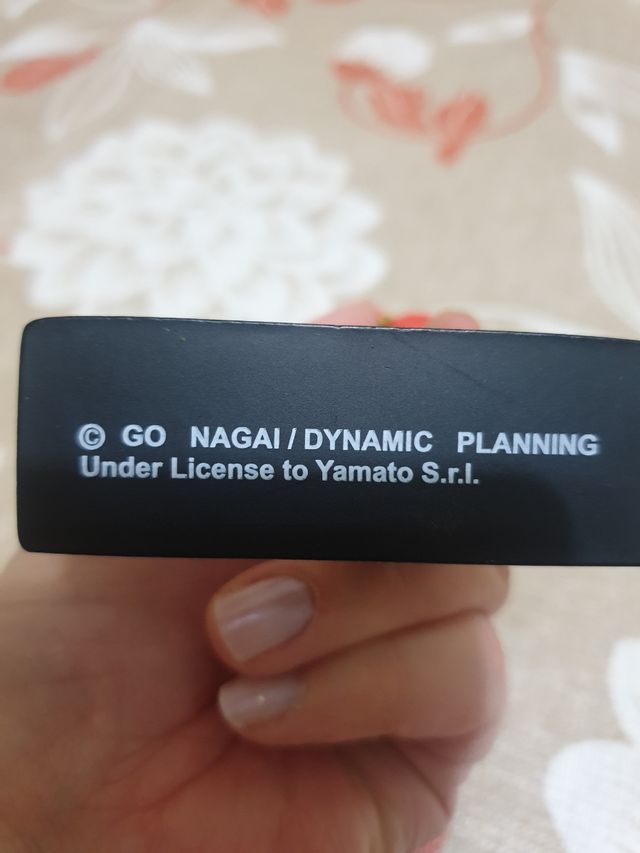 © GO NAGAI / DYNAMIC PLANNING
Under License to Yamato S.r.l.